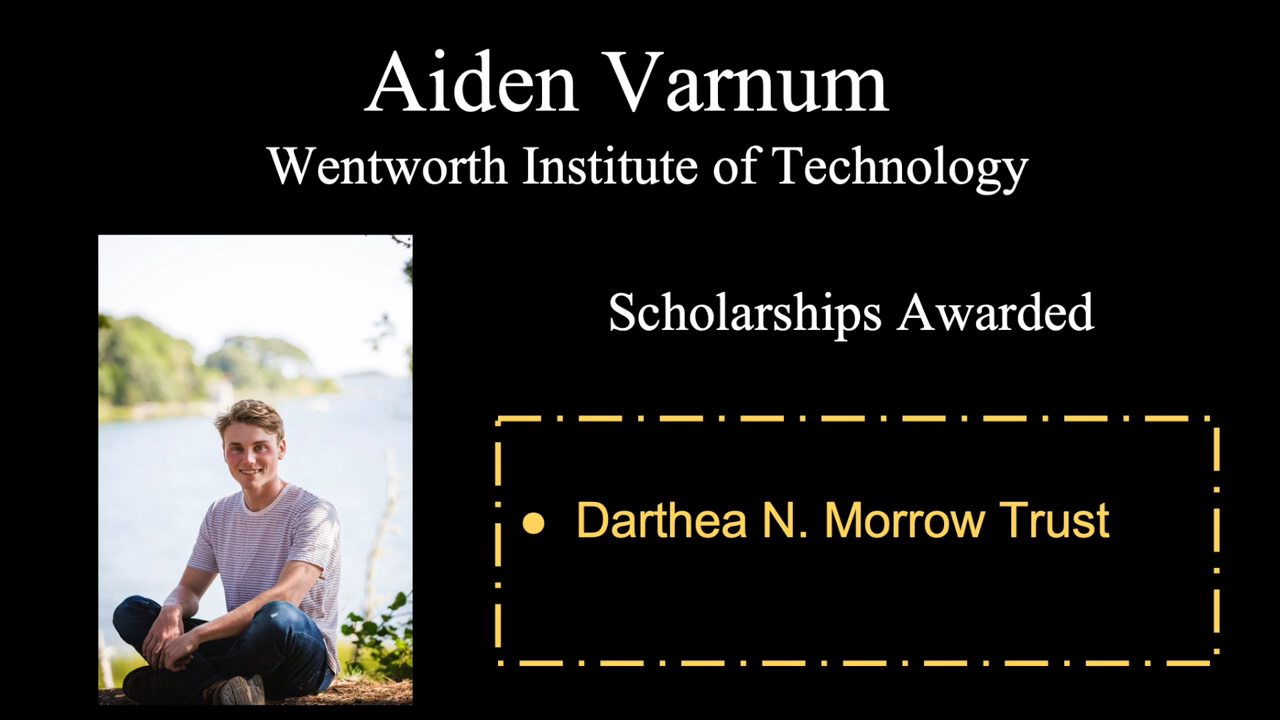 Aiden Varnum
Wentworth Institute of Technology
Scholarships Awarded
● Darthea N. Morrow Trust